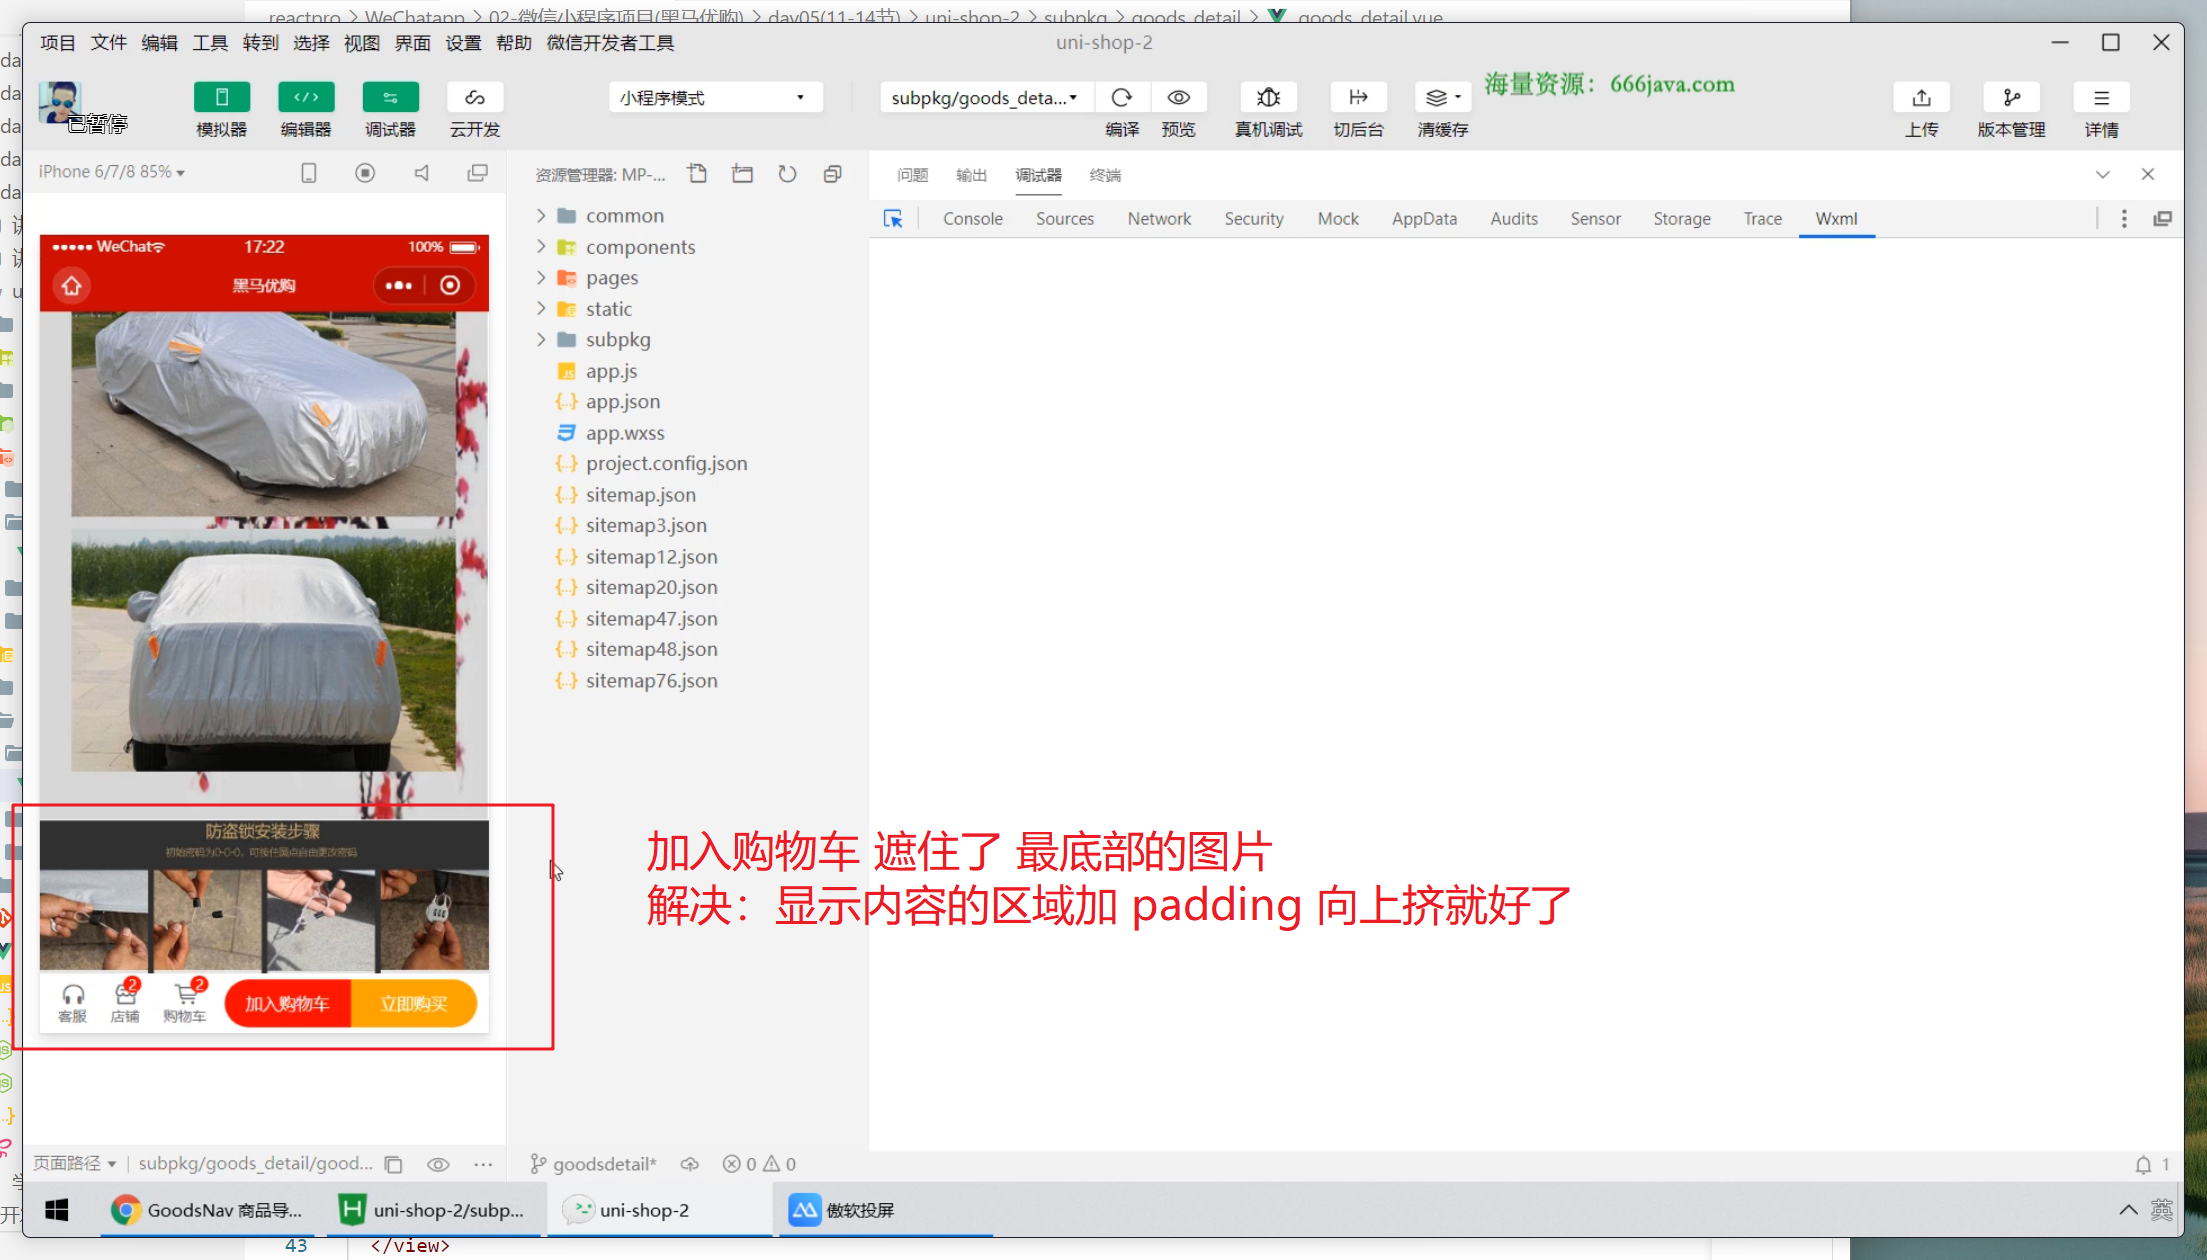 reactpro > WeChatapp > 02-微信小程序项目(黑马优购) > day05(11-14节) > uni-shop-2 > subpkg > goods_detail > goods_detail.vue
项目 文件 编辑 工具 转到 选择 视图 界面 设置 帮助 微信开发者工具
uni-shop-2
已暂停
模拟器
编辑器
调试器
云开发
小程序模式
subpkg/goods_deta...
编译
预览
真机调试
切后台
清缓存
海量资源：666java.com
上传
版本管理
详情
iPhone 6/7/8 85%
资源管理器: MP-...
问题 输出 调试器 终端
Console Sources Network Security Mock AppData Audits Sensor Storage Trace Wxml
WeChat 17:22 100%
黑马优购
common
components
pages
static
subpkg
app.js
app.json
app.wxss
project.config.json
sitemap.json
sitemap3.json
sitemap12.json
sitemap20.json
sitemap47.json
sitemap48.json
sitemap76.json
防盗锁安装步骤
初始密码为0-0-0，可按任国点自由更改密码
客服
2
店铺
2
购物车
加入购物车
立即购买
加入购物车 遮住了 最底部的图片
解决：显示内容的区域加 padding 向上挤就好了
页面路径 | subpkg/goods_detail/good...
goodsdetail*
0 0
1
GoodsNav 商品导...
uni-shop-2/subp...
uni-shop-2
傲软投屏
英
43 </view>